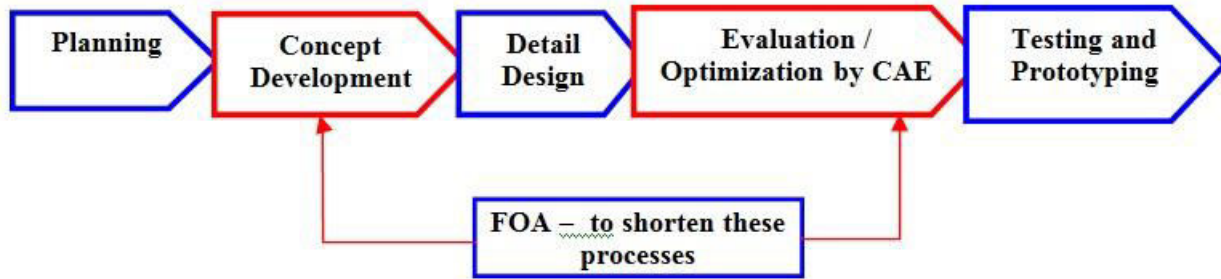 Planning
Concept
Development
Detail
Design
Evaluation /
Optimization by CAE
Testing and
Prototyping
FOA – to shorten these
processes